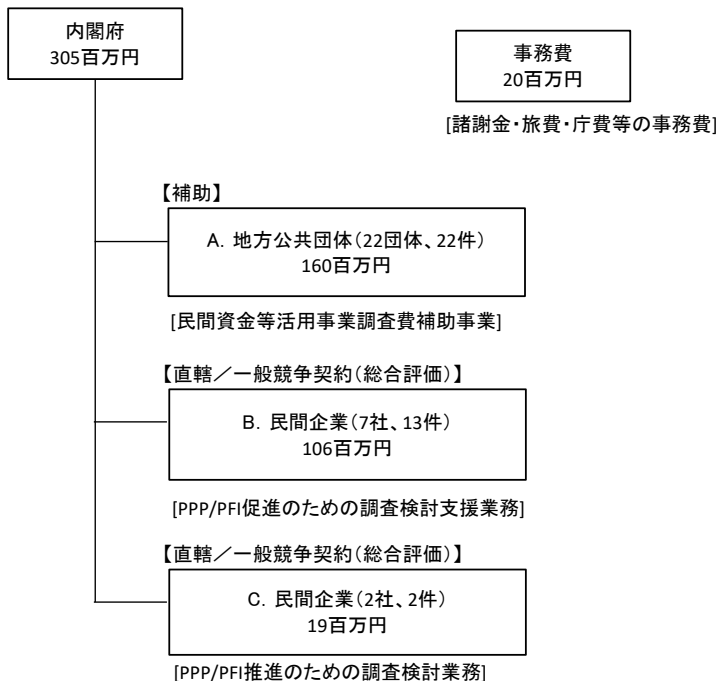 内閣府
305百万円
事務費
20百万円
[諸謝金・旅費・庁費等の事務費]
【補助】
A. 地方公共団体（22団体、22件）
160百万円
[民間資金等活用事業調査費補助事業]
【直轄／一般競争契約（総合評価）】
B. 民間企業（7社、13件）
106百万円
[PPP/PFI促進のための調査検討支援業務]
【直轄／一般競争契約（総合評価）】
C. 民間企業（2社、2件）
19百万円
[PPP/PFI推進のための調査検討業務]